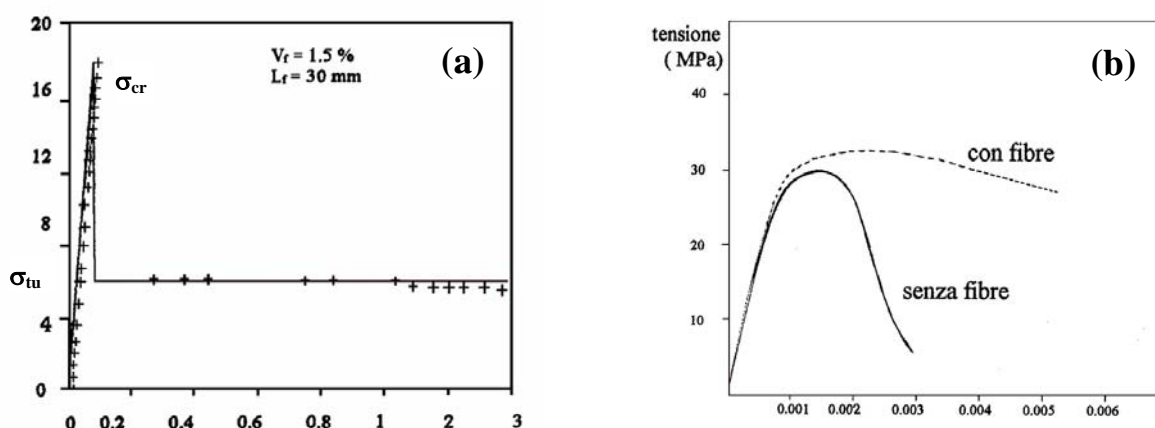 20
16
12
8
4
0
σcr
σtu
Vf = 1.5 %
Lf = 30 mm
(a)
0 0.2 0.4 0.6 0.8 1 2 3
tensione
( MPa)
(b)
40
30
20
10
con fibre
senza fibre
0.001 0.002 0.003 0.004 0.005 0.006